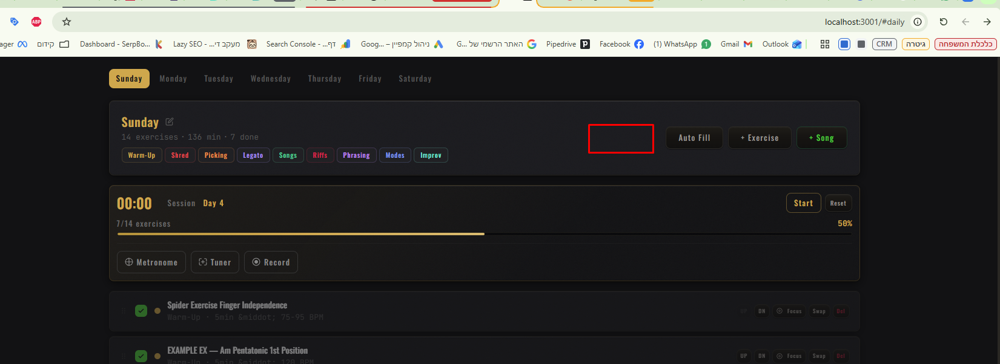 localhost:3001/#daily
ager
קידום
Dashboard - SerpBo...
Lazy SEO - ...מעקב די
Search Console - ...דף
Goog... – ניהול קמפיין
G... האתר הרשמי של
Pipedrive
Facebook
(1) WhatsApp
Gmail
Outlook
CRM
גיטרה
כלכלת המשפחה
Sunday Monday Tuesday Wednesday Thursday Friday Saturday
Sunday
14 exercises · 136 min · 7 done
Warm-Up Shred Picking Legato Songs Riffs Phrasing Modes Improv
Auto Fill + Exercise + Song
00:00 Session Day 4
Start Reset
7/14 exercises 50%
Metronome Tuner Record
Spider Exercise Finger Independence
Warm-Up · 5min &middot; 75-95 BPM
UP DN Focus Swap Del
EXAMPLE EX — Am Pentatonic 1st Position
Warm-Up · 5min &middot; 120 BPM
UP DN Focus Swap Del